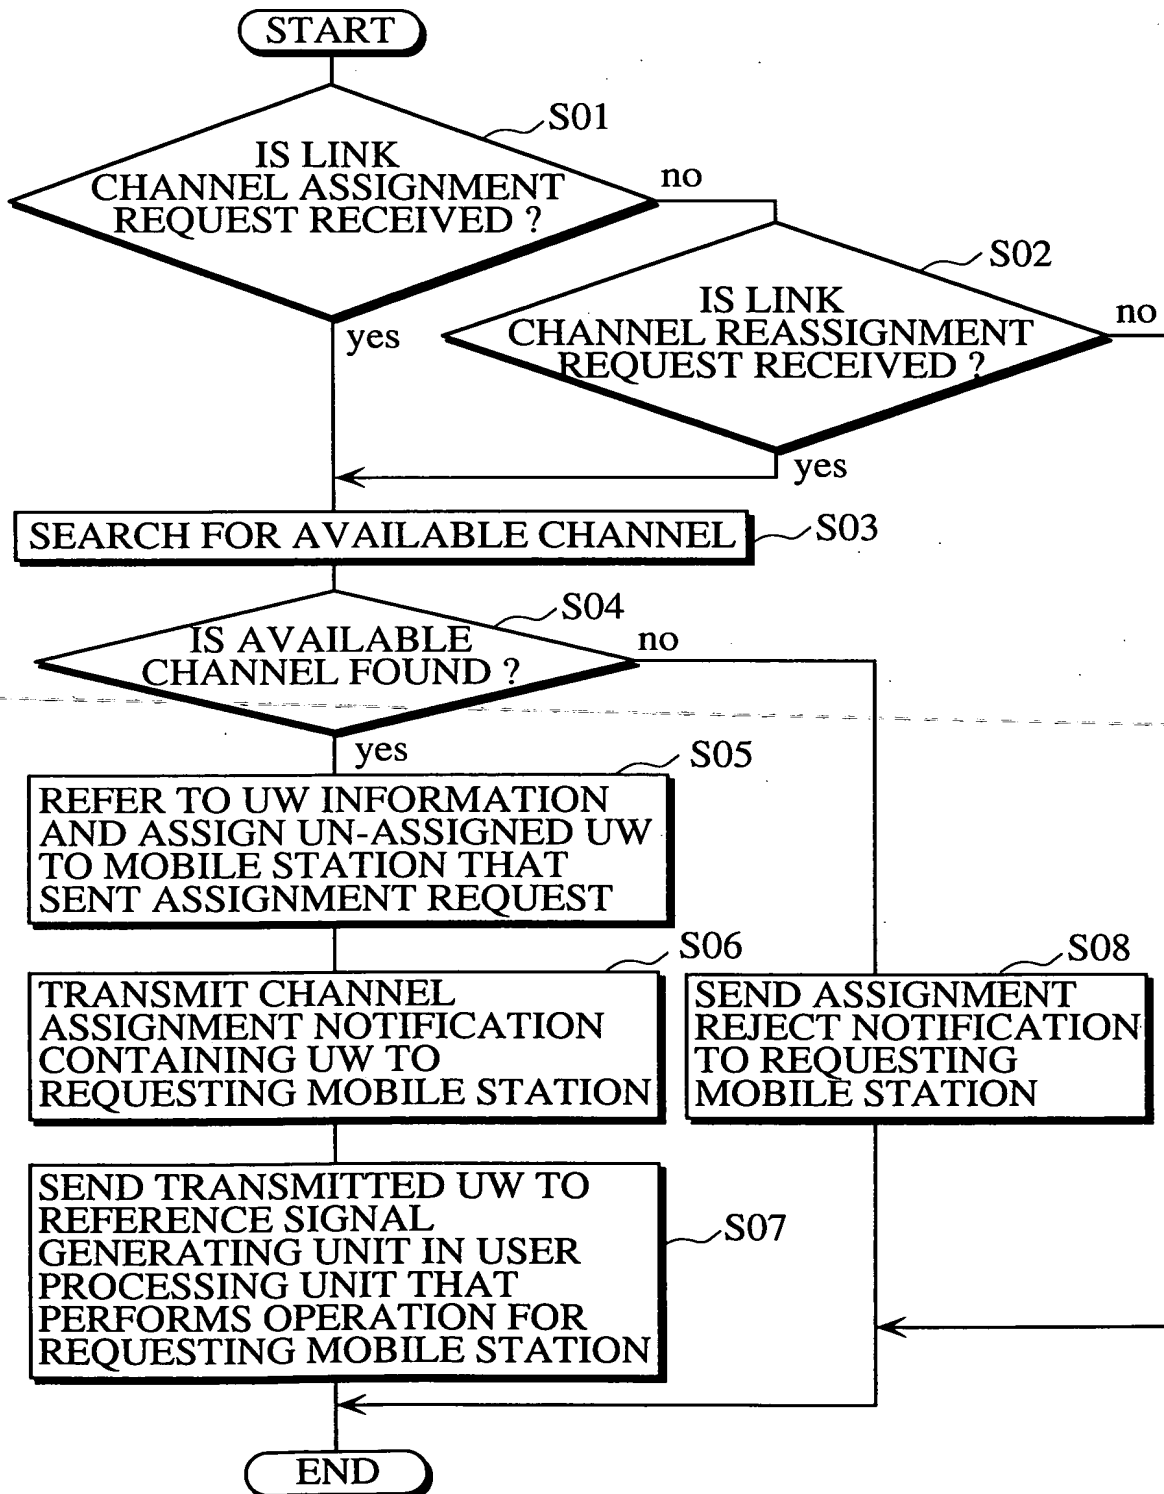 START
S01
IS LINK
CHANNEL ASSIGNMENT
REQUEST RECEIVED ?
no
yes
S02
IS LINK
CHANNEL REASSIGNMENT
REQUEST RECEIVED ?
no
yes
SEARCH FOR AVAILABLE CHANNEL
S03
S04
IS AVAILABLE
CHANNEL FOUND ?
no
yes
S05
REFER TO UW INFORMATION
AND ASSIGN UN-ASSIGNED UW
TO MOBILE STATION THAT
SENT ASSIGNMENT REQUEST
S06
TRANSMIT CHANNEL
ASSIGNMENT NOTIFICATION
CONTAINING UW TO
REQUESTING MOBILE STATION
S08
SEND ASSIGNMENT
REJECT NOTIFICATION
TO REQUESTING
MOBILE STATION
SEND TRANSMITTED UW TO
REFERENCE SIGNAL
GENERATING UNIT IN USER
PROCESSING UNIT THAT
PERFORMS OPERATION FOR
REQUESTING MOBILE STATION
S07
END